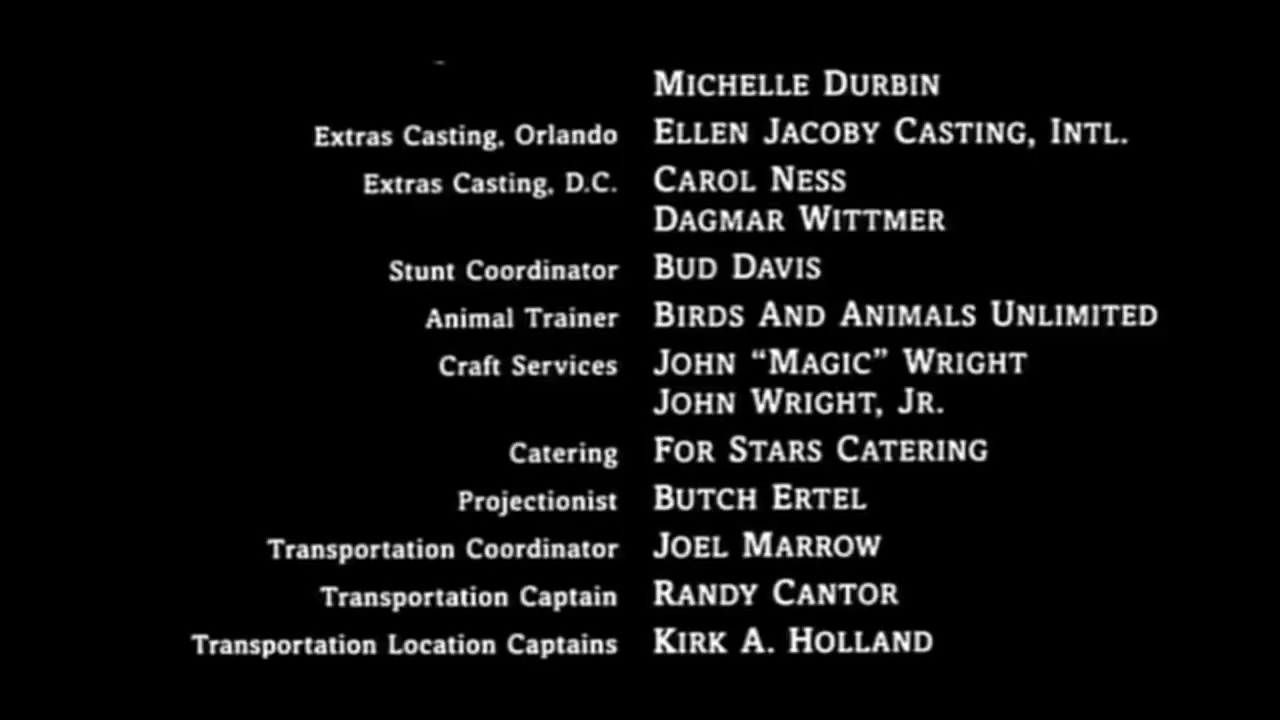 MICHELLE DURBIN
Extras Casting, Orlando ELLEN JACOBY CASTING, INTL.
Extras Casting, D.C. CAROL NESS
DAGMAR WITTMER
Stunt Coordinator BUD DAVIS
Animal Trainer BIRDS AND ANIMALS UNLIMITED
Craft Services JOHN “MAGIC” WRIGHT
JOHN WRIGHT, JR.
Catering FOR STARS CATERING
Projectionist BUTCH ERTEL
Transportation Coordinator JOEL MARROW
Transportation Captain RANDY CANTOR
Transportation Location Captains KIRK A. HOLLAND